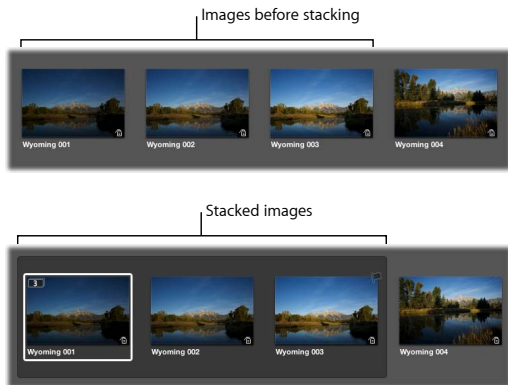 Images before stacking
Wyoming 001
Wyoming 002
Wyoming 003
Wyoming 004
Stacked images
3
Wyoming 001
Wyoming 002
Wyoming 003
Wyoming 004